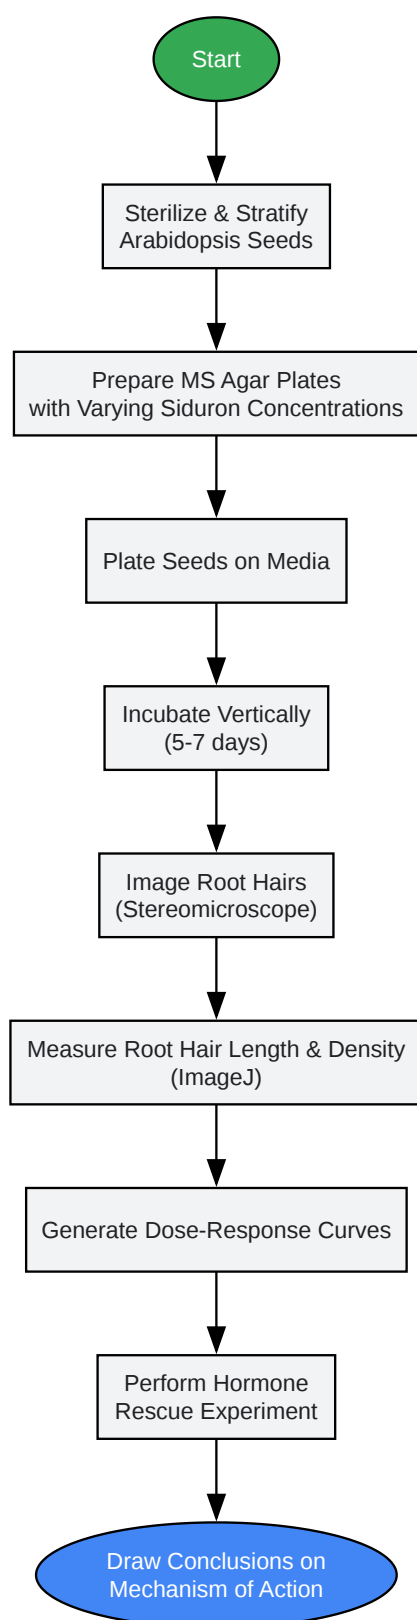 Start
Sterilize & Stratify
Arabidopsis Seeds
Prepare MS Agar Plates
with Varying Siduron Concentrations
Plate Seeds on Media
Incubate Vertically
(5-7 days)
Image Root Hairs
(Stereomicroscope)
Measure Root Hair Length & Density
(ImageJ)
Generate Dose-Response Curves
Perform Hormone
Rescue Experiment
Draw Conclusions on
Mechanism of Action